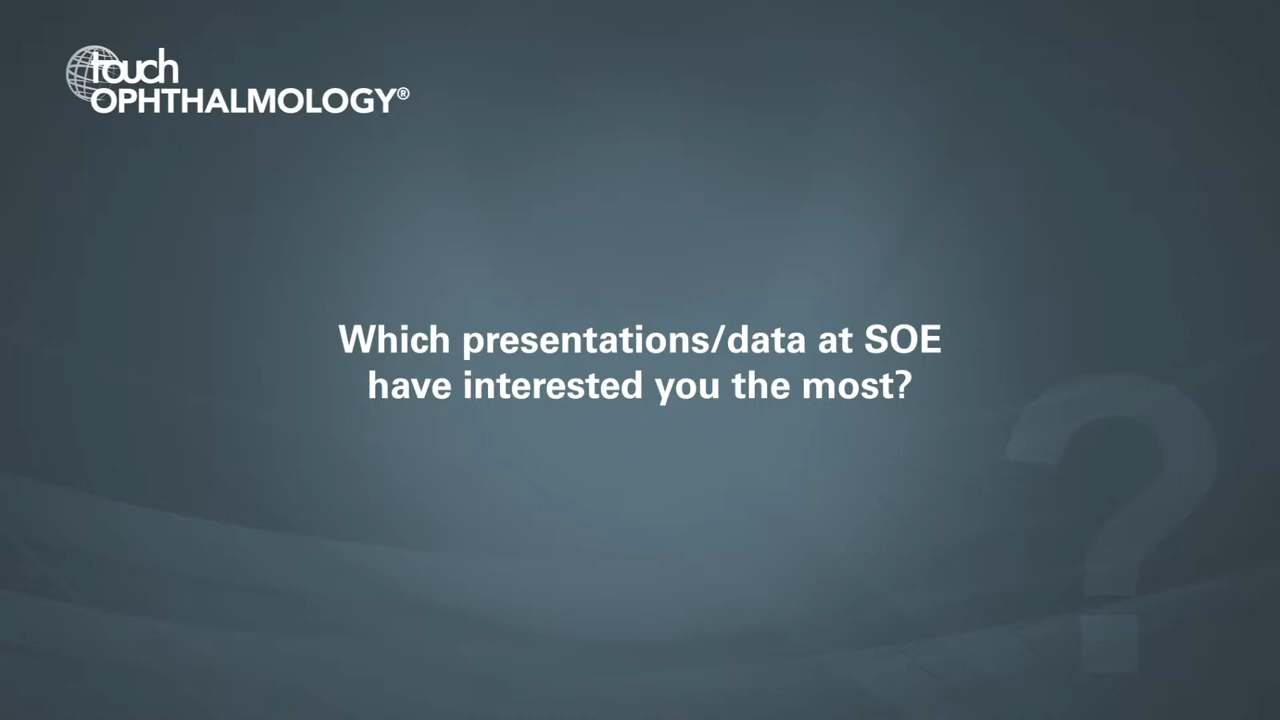 touch
OPHTHALMOLOGY®
Which presentations/data at SOE
have interested you the most?